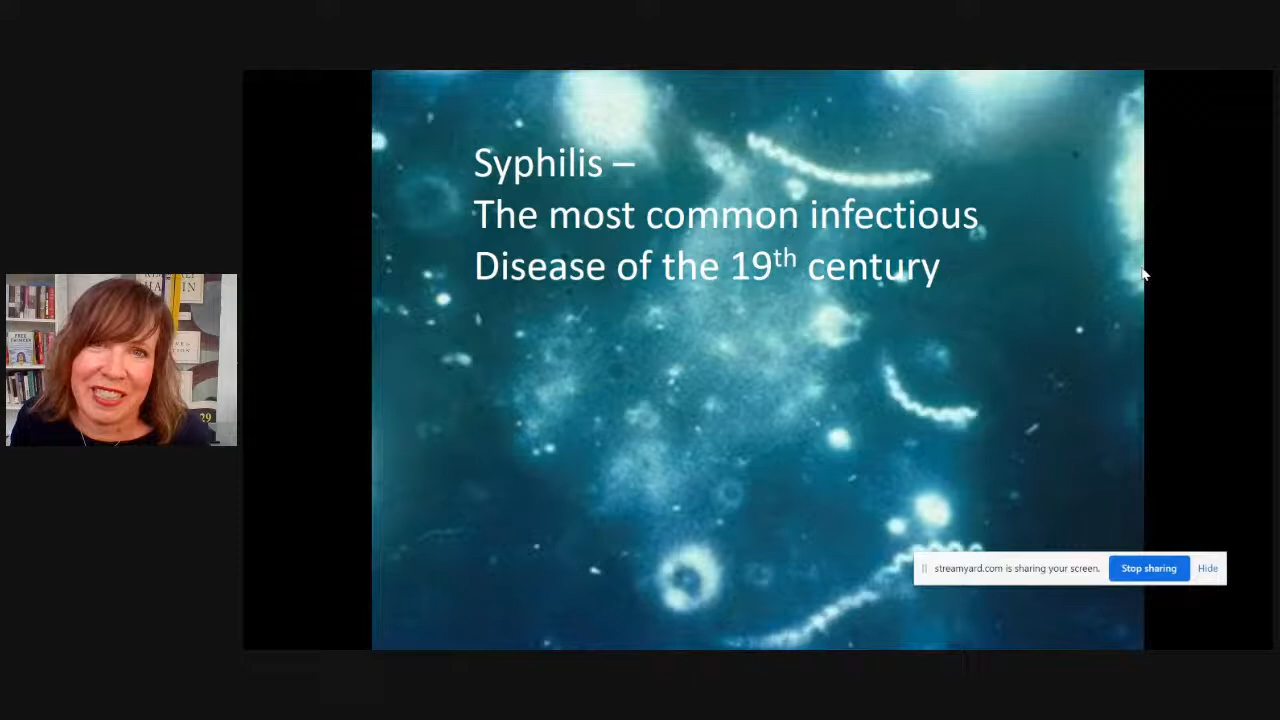 Syphilis –
The most common infectious
Disease of the 19th century
29
streamyard.com is sharing your screen.
Stop sharing
Hide